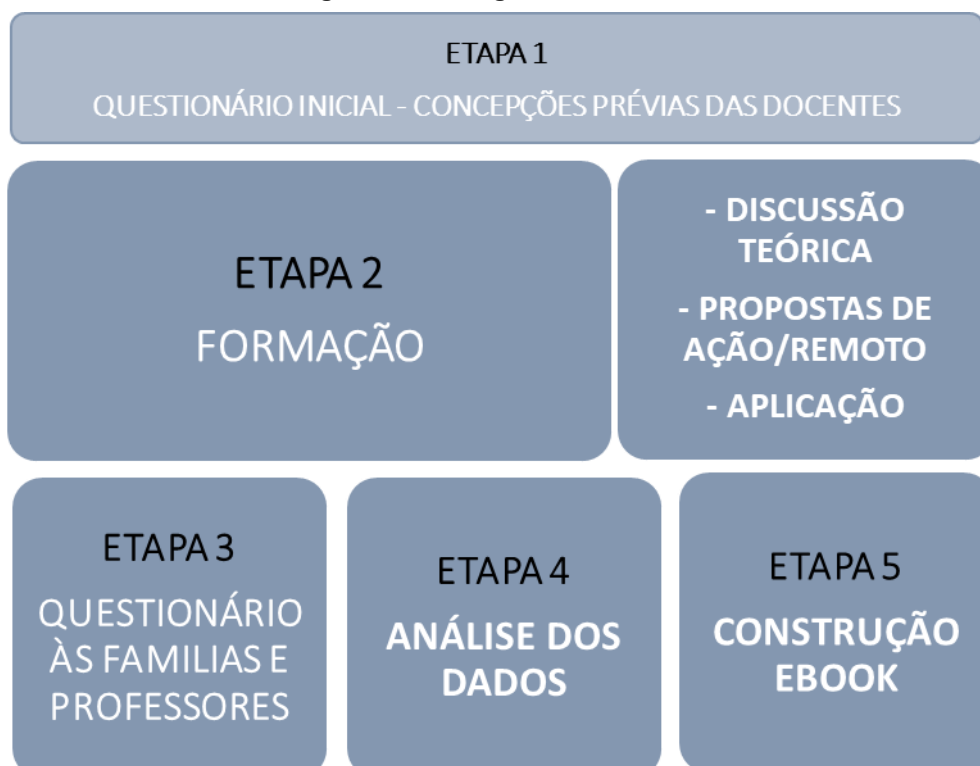 ETAPA 1
QUESTIONÁRIO INICIAL - CONCEPÇÕES PRÉVIAS DAS DOCENTES
ETAPA 2
FORMAÇÃO
- DISCUSSÃO
TEÓRICA
- PROPOSTAS DE
AÇÃO/REMOTO
- APLICAÇÃO
ETAPA 3
QUESTIONÁRIO
ÀS FAMILIAS E
PROFESSORES
ETAPA 4
ANÁLISE DOS
DADOS
ETAPA 5
CONSTRUÇÃO
EBOOK